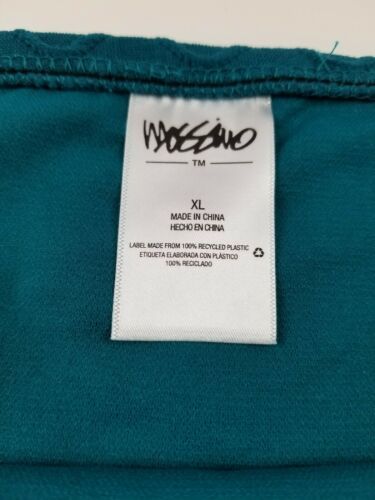 mossimo
TM
XL
MADE IN CHINA
HECHO EN CHINA
LABEL MADE FROM 100% RECYCLED PLASTIC
ETIQUETA ELABORADA CON PLÁSTICO
100% RECICLADO